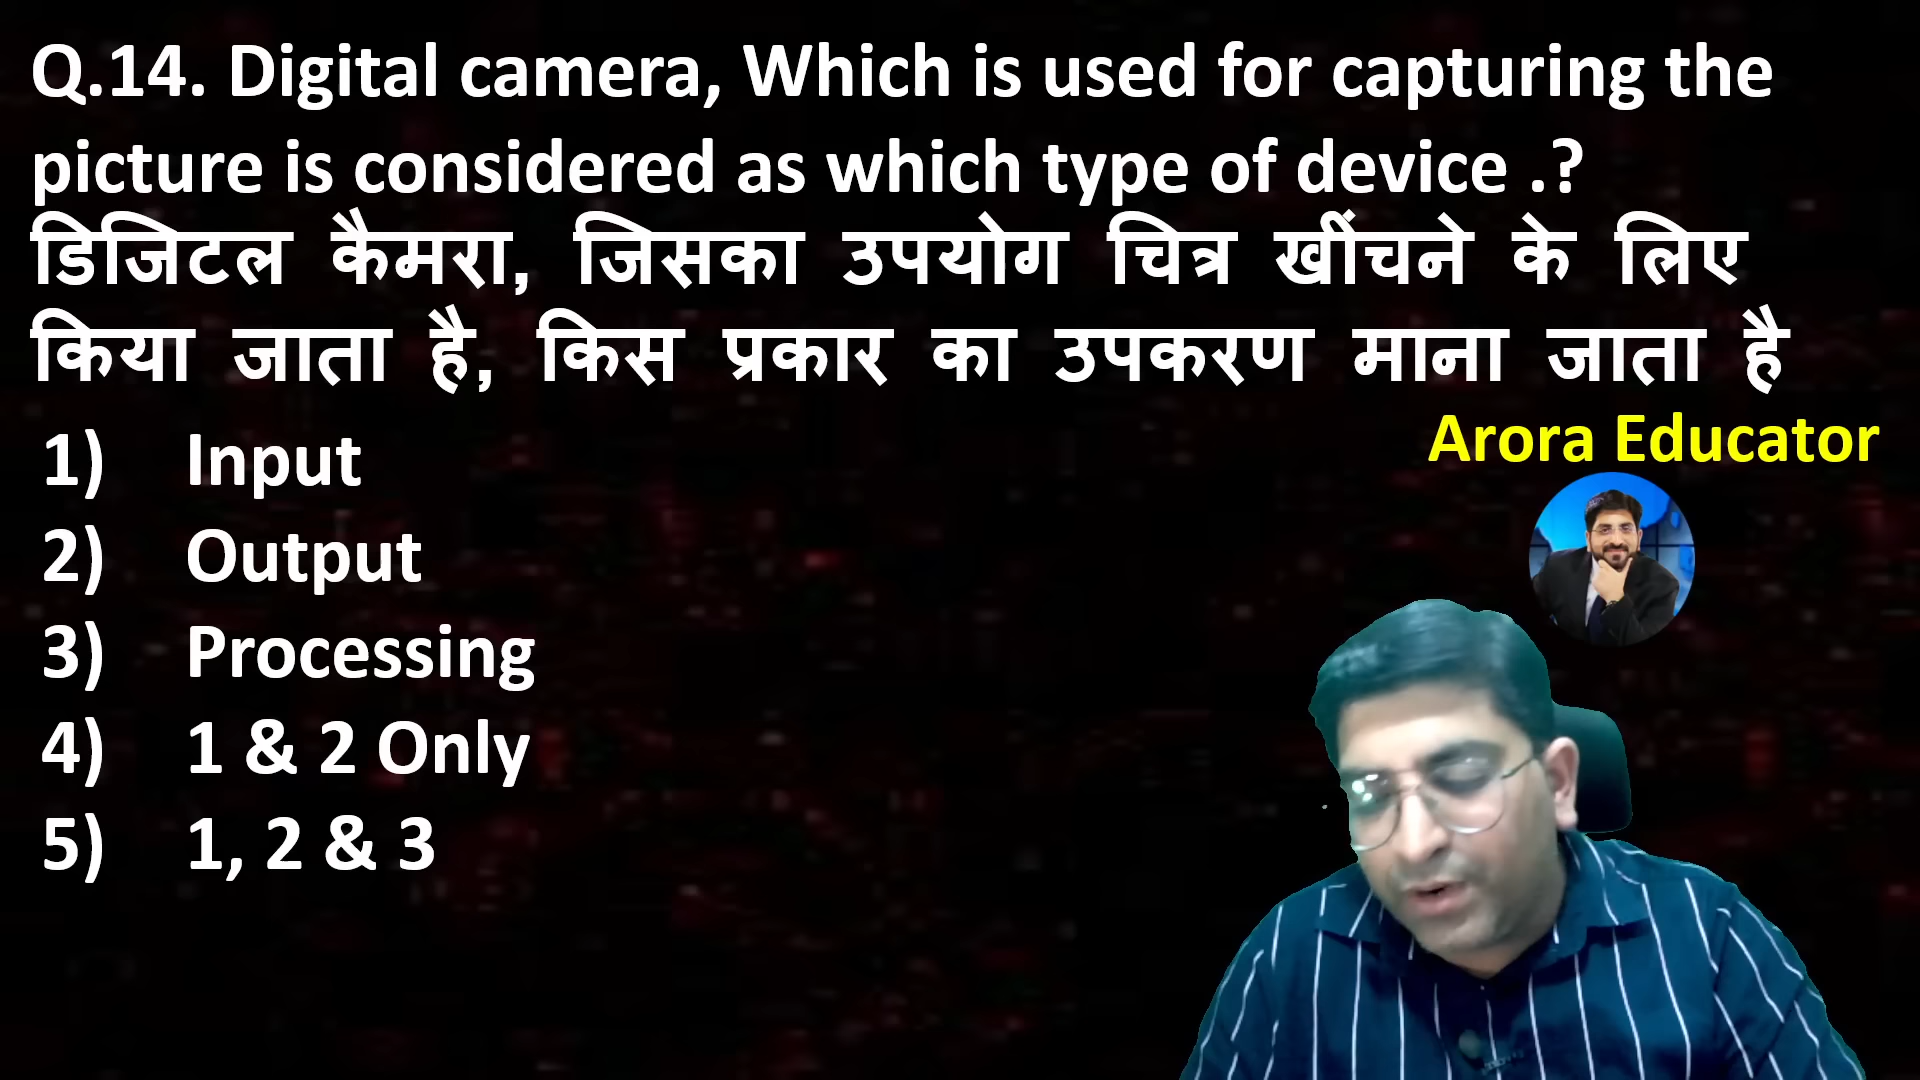 Q.14. Digital camera, Which is used for capturing the
picture is considered as which type of device .?
डिजिटल कैमरा, जिसका उपयोग चित्र खींचने के लिए
किया जाता है, किस प्रकार का उपकरण माना जाता है
Arora Educator
1) Input
2) Output
3) Processing
4) 1 & 2 Only
5) 1, 2 & 3